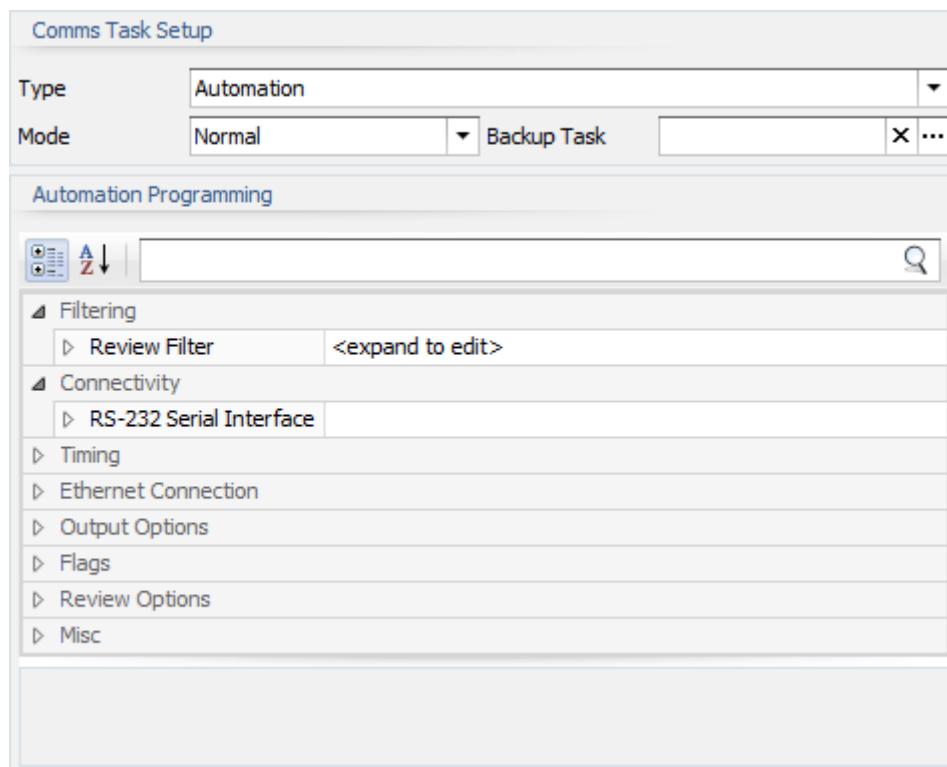 Comms Task Setup
Type Automation
Mode Normal Backup Task
Automation Programming
Filtering
Review Filter <expand to edit>
Connectivity
RS-232 Serial Interface
Timing
Ethernet Connection
Output Options
Flags
Review Options
Misc